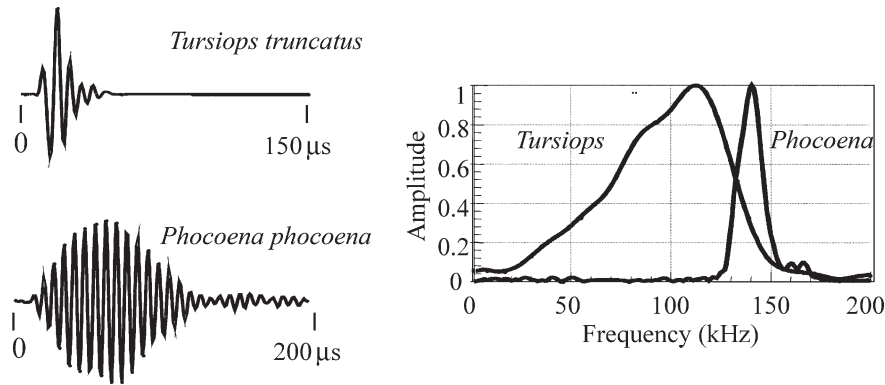 Tursiops truncatus
0
150 μs
Phocoena phocoena
0
200 μs
Amplitude
1
0.8
0.6
0.4
0.2
0
Tursiops
Phocoena
0 50 100 150 200
Frequency (kHz)